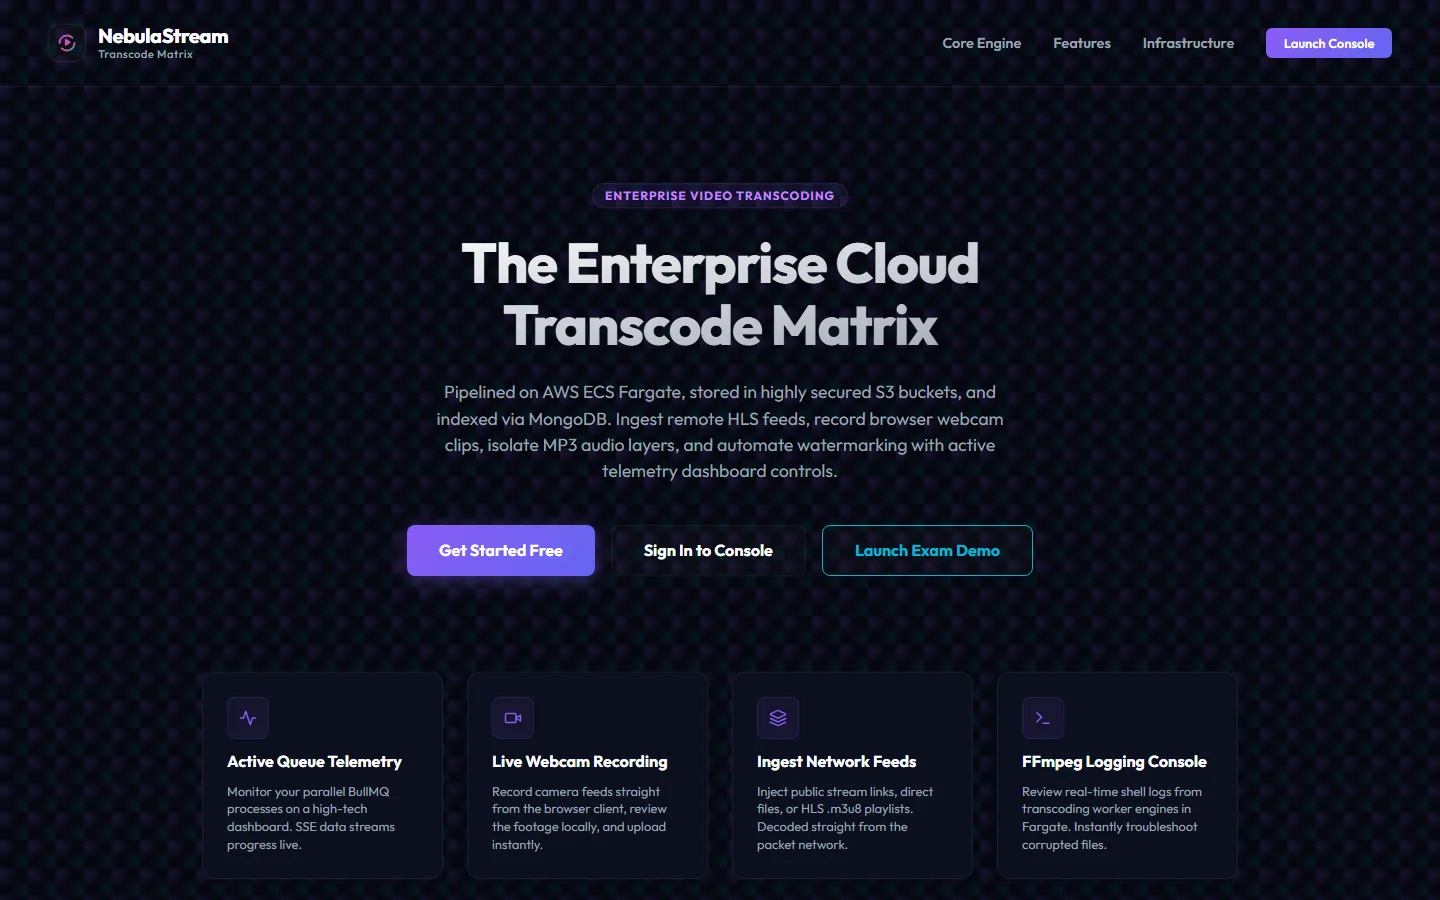 NebulaStream
Transcode Matrix
Core Engine
Features
Infrastructure
Launch Console
ENTERPRISE VIDEO TRANSCODING
The Enterprise Cloud
Transcode Matrix
Pipelined on AWS ECS Fargate, stored in highly secured S3 buckets, and
indexed via MongoDB. Ingest remote HLS feeds, record browser webcam
clips, isolate MP3 audio layers, and automate watermarking with active
telemetry dashboard controls.
Get Started Free
Sign In to Console
Launch Exam Demo
Active Queue Telemetry
Monitor your parallel BullMQ
processes on a high-tech
dashboard. SSE data streams
progress live.
Live Webcam Recording
Record camera feeds straight
from the browser client, review
the footage locally, and upload
instantly.
Ingest Network Feeds
Inject public stream links, direct
files, or HLS .m3u8 playlists.
Decoded straight from the
packet network.
FFmpeg Logging Console
Review real-time shell logs from
transcoding worker engines in
Fargate. Instantly troubleshoot
corrupted files.